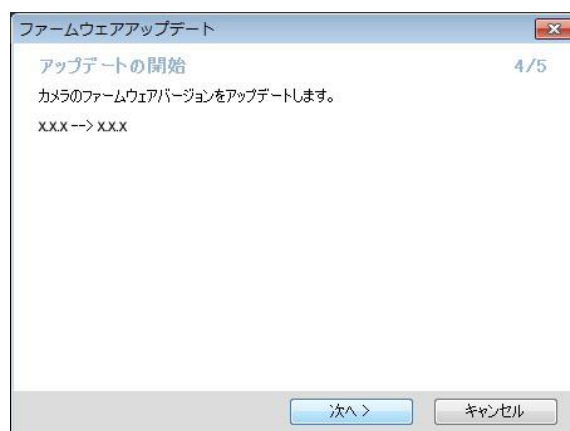 ファームウェアアップデート
アップデートの開始 4/5
カメラのファームウェアバージョンをアップデートします。
x.x.x --> x.x.x
次へ > キャンセル